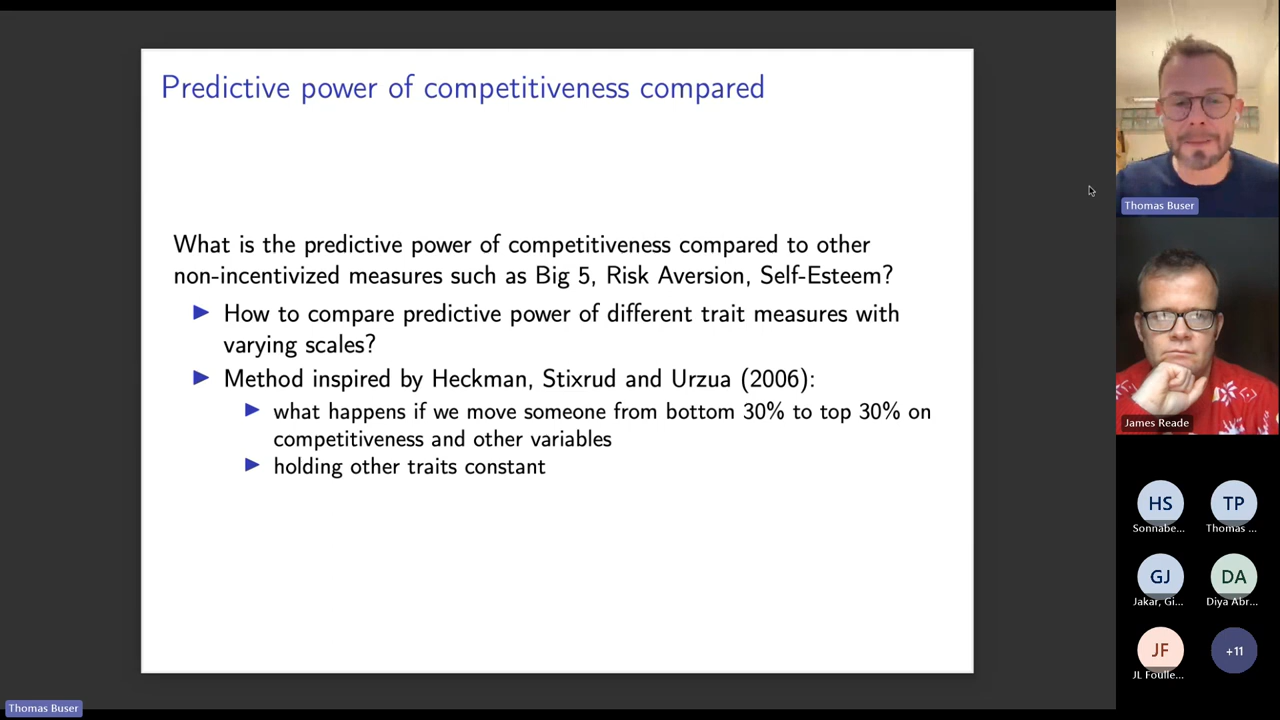 Predictive power of competitiveness compared
What is the predictive power of competitiveness compared to other
non-incentivized measures such as Big 5, Risk Aversion, Self-Esteem?
How to compare predictive power of different trait measures with
varying scales?
Method inspired by Heckman, Stixrud and Urzua (2006):
what happens if we move someone from bottom 30% to top 30% on
competitiveness and other variables
holding other traits constant
Thomas Buser
James Reade
HS
TP
Sonnabe...
Thomas ...
GJ
DA
Jakar, Gi...
Diya Abr...
JF
+11
JL Foulle...
Thomas Buser